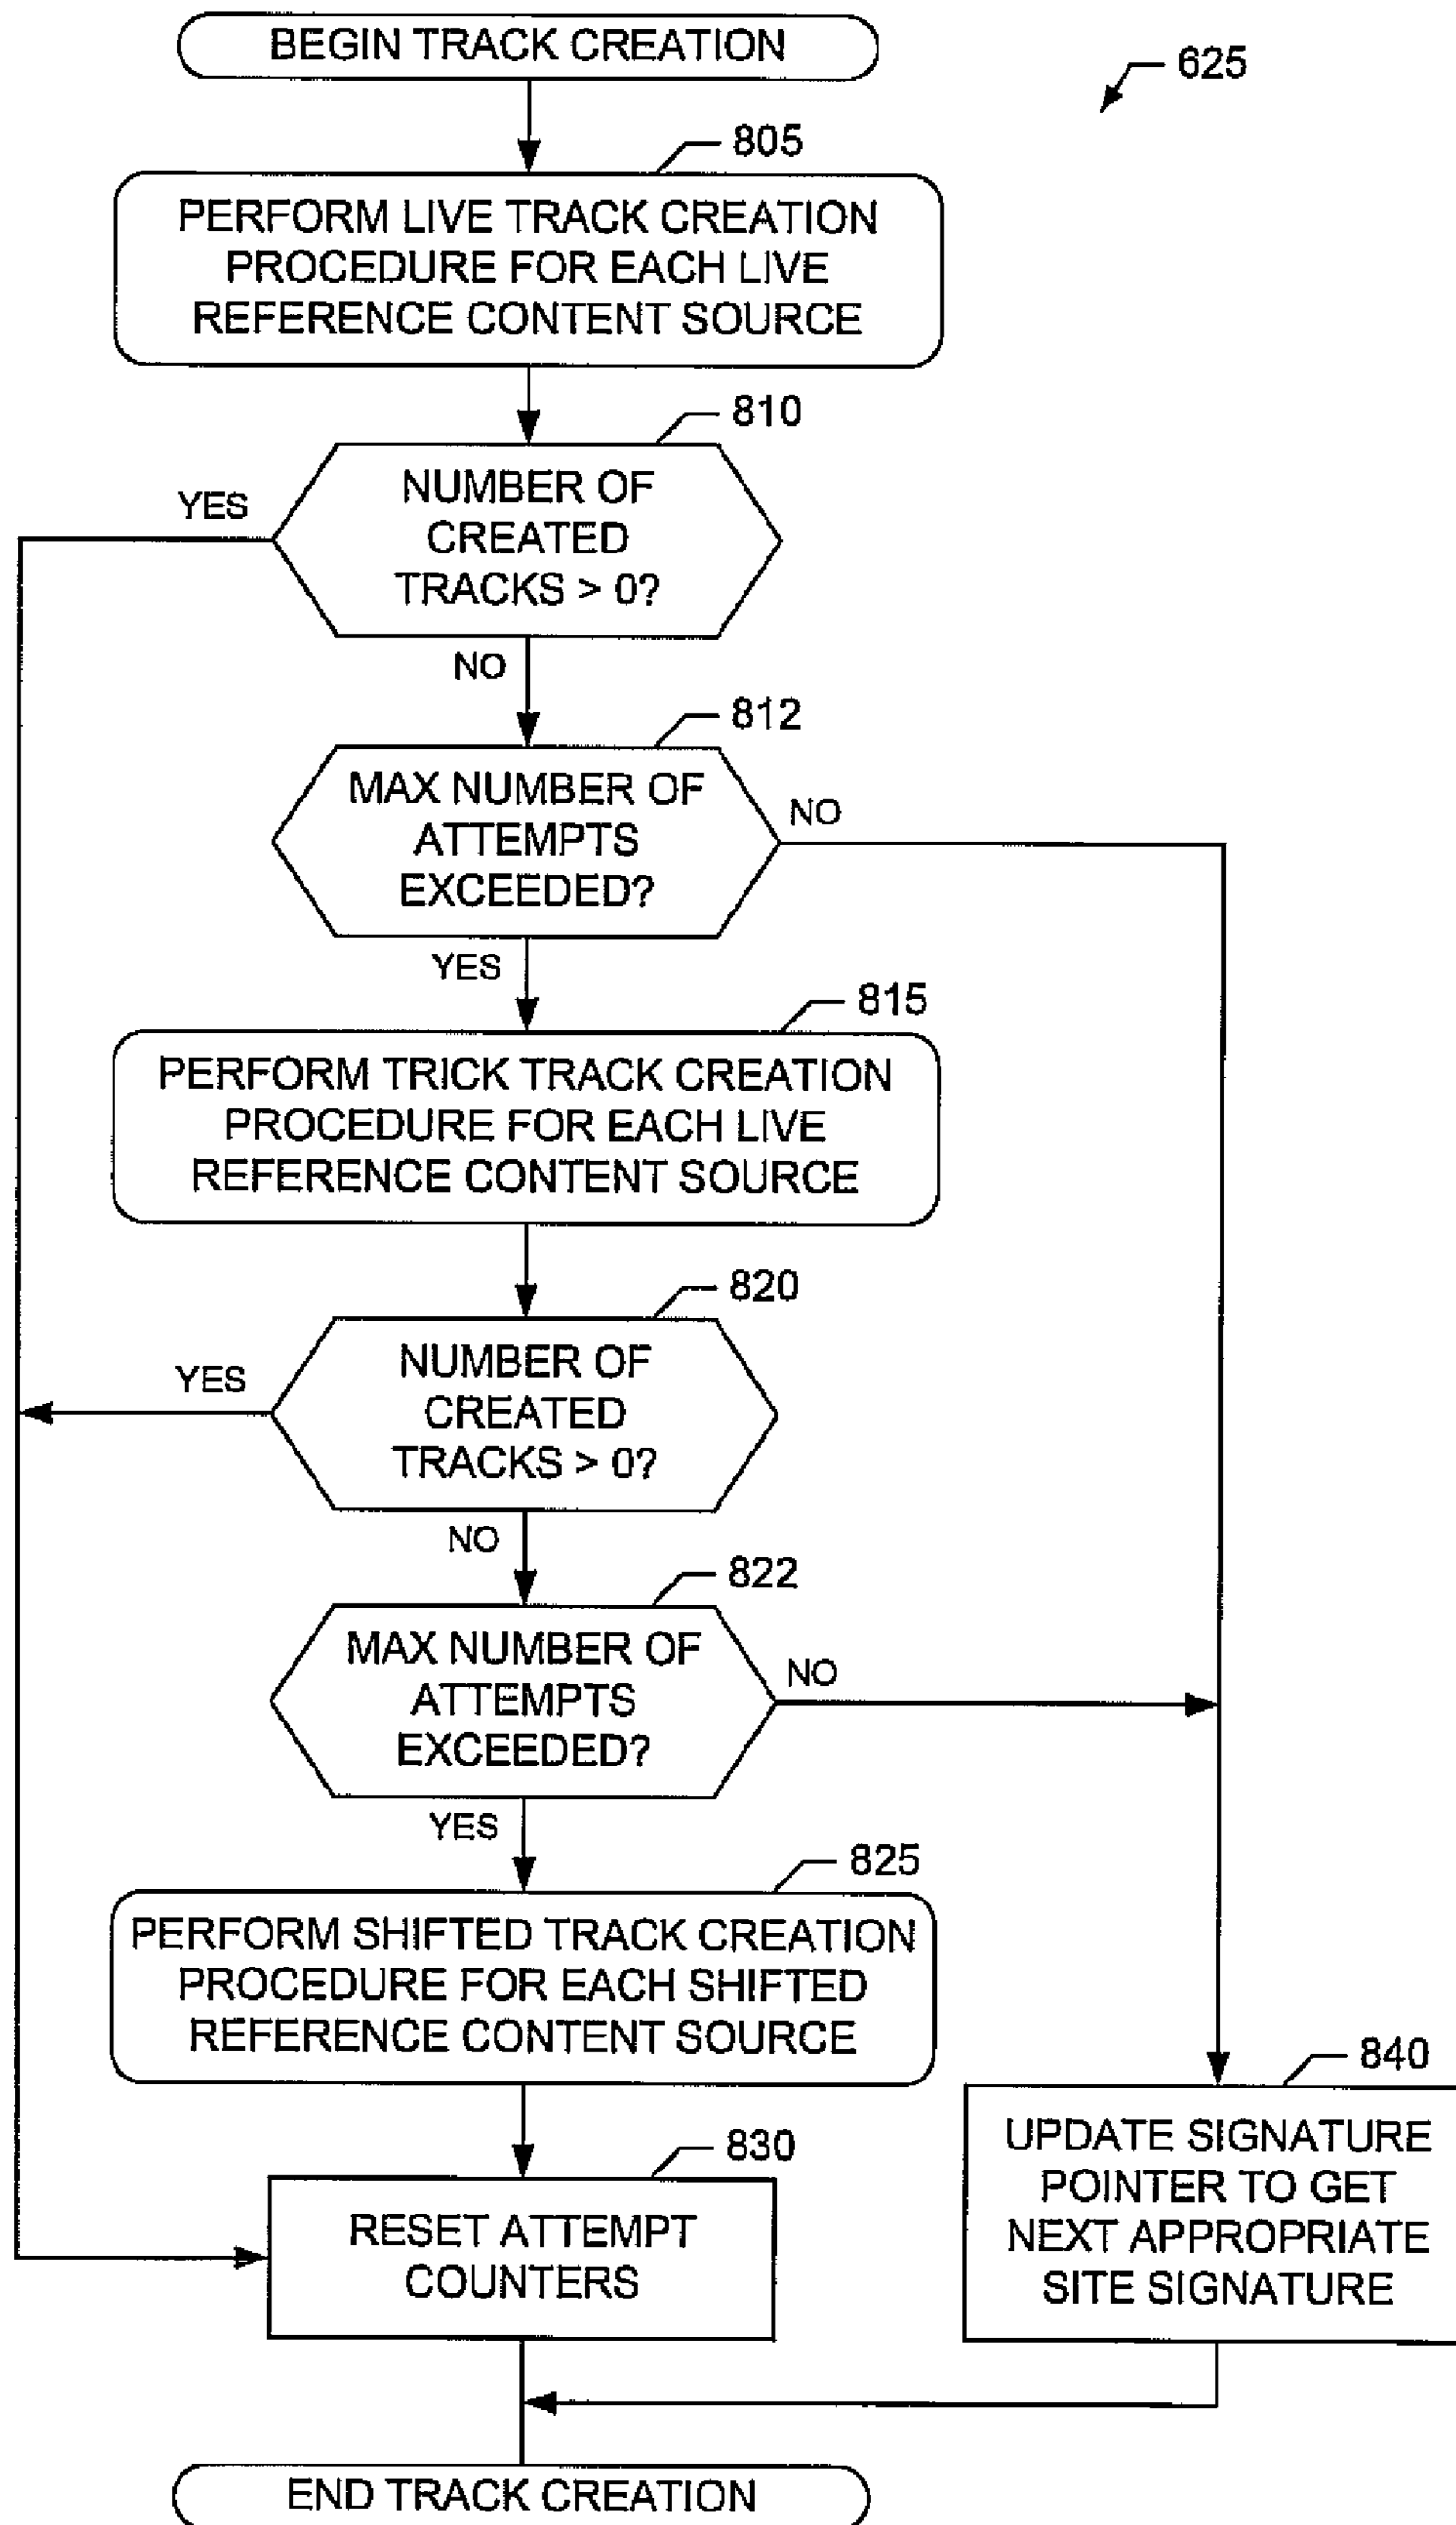 BEGIN TRACK CREATION
625
805
PERFORM LIVE TRACK CREATION
PROCEDURE FOR EACH LIVE
REFERENCE CONTENT SOURCE
810
NUMBER OF
CREATED
TRACKS > 0?
YES
NO
812
MAX NUMBER OF
ATTEMPTS
EXCEEDED?
NO
YES
815
PERFORM TRICK TRACK CREATION
PROCEDURE FOR EACH LIVE
REFERENCE CONTENT SOURCE
820
NUMBER OF
CREATED
TRACKS > 0?
YES
NO
822
MAX NUMBER OF
ATTEMPTS
EXCEEDED?
NO
YES
825
PERFORM SHIFTED TRACK CREATION
PROCEDURE FOR EACH SHIFTED
REFERENCE CONTENT SOURCE
830
RESET ATTEMPT
COUNTERS
840
UPDATE SIGNATURE
POINTER TO GET
NEXT APPROPRIATE
SITE SIGNATURE
END TRACK CREATION